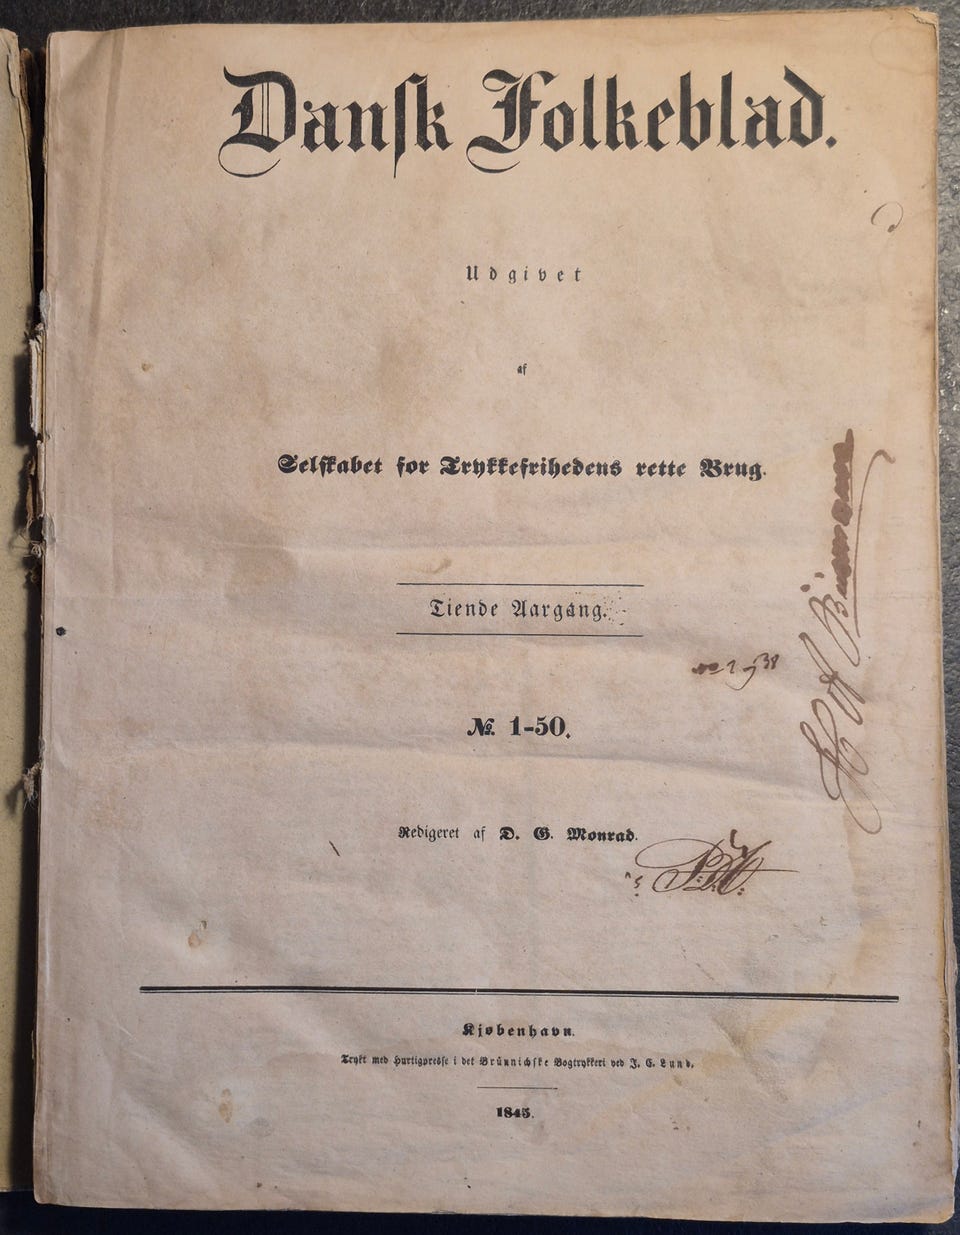 Dansk Folkeblad.
Udgivet
af
Selskabet for Trykkefrihedens rette Brug.
Tiende Aargang.
№ 1-50.
Redigeret af D. G. Monrad.
Kjøbenhavn.
Trykt med Hurtigpresse i det Brünnichske Bogtrykkeri ved J. G. Lund.
1845.